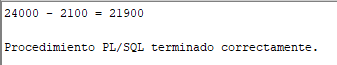 24000 - 2100 = 21900
Procedimiento PL/SQL terminado correctamente.